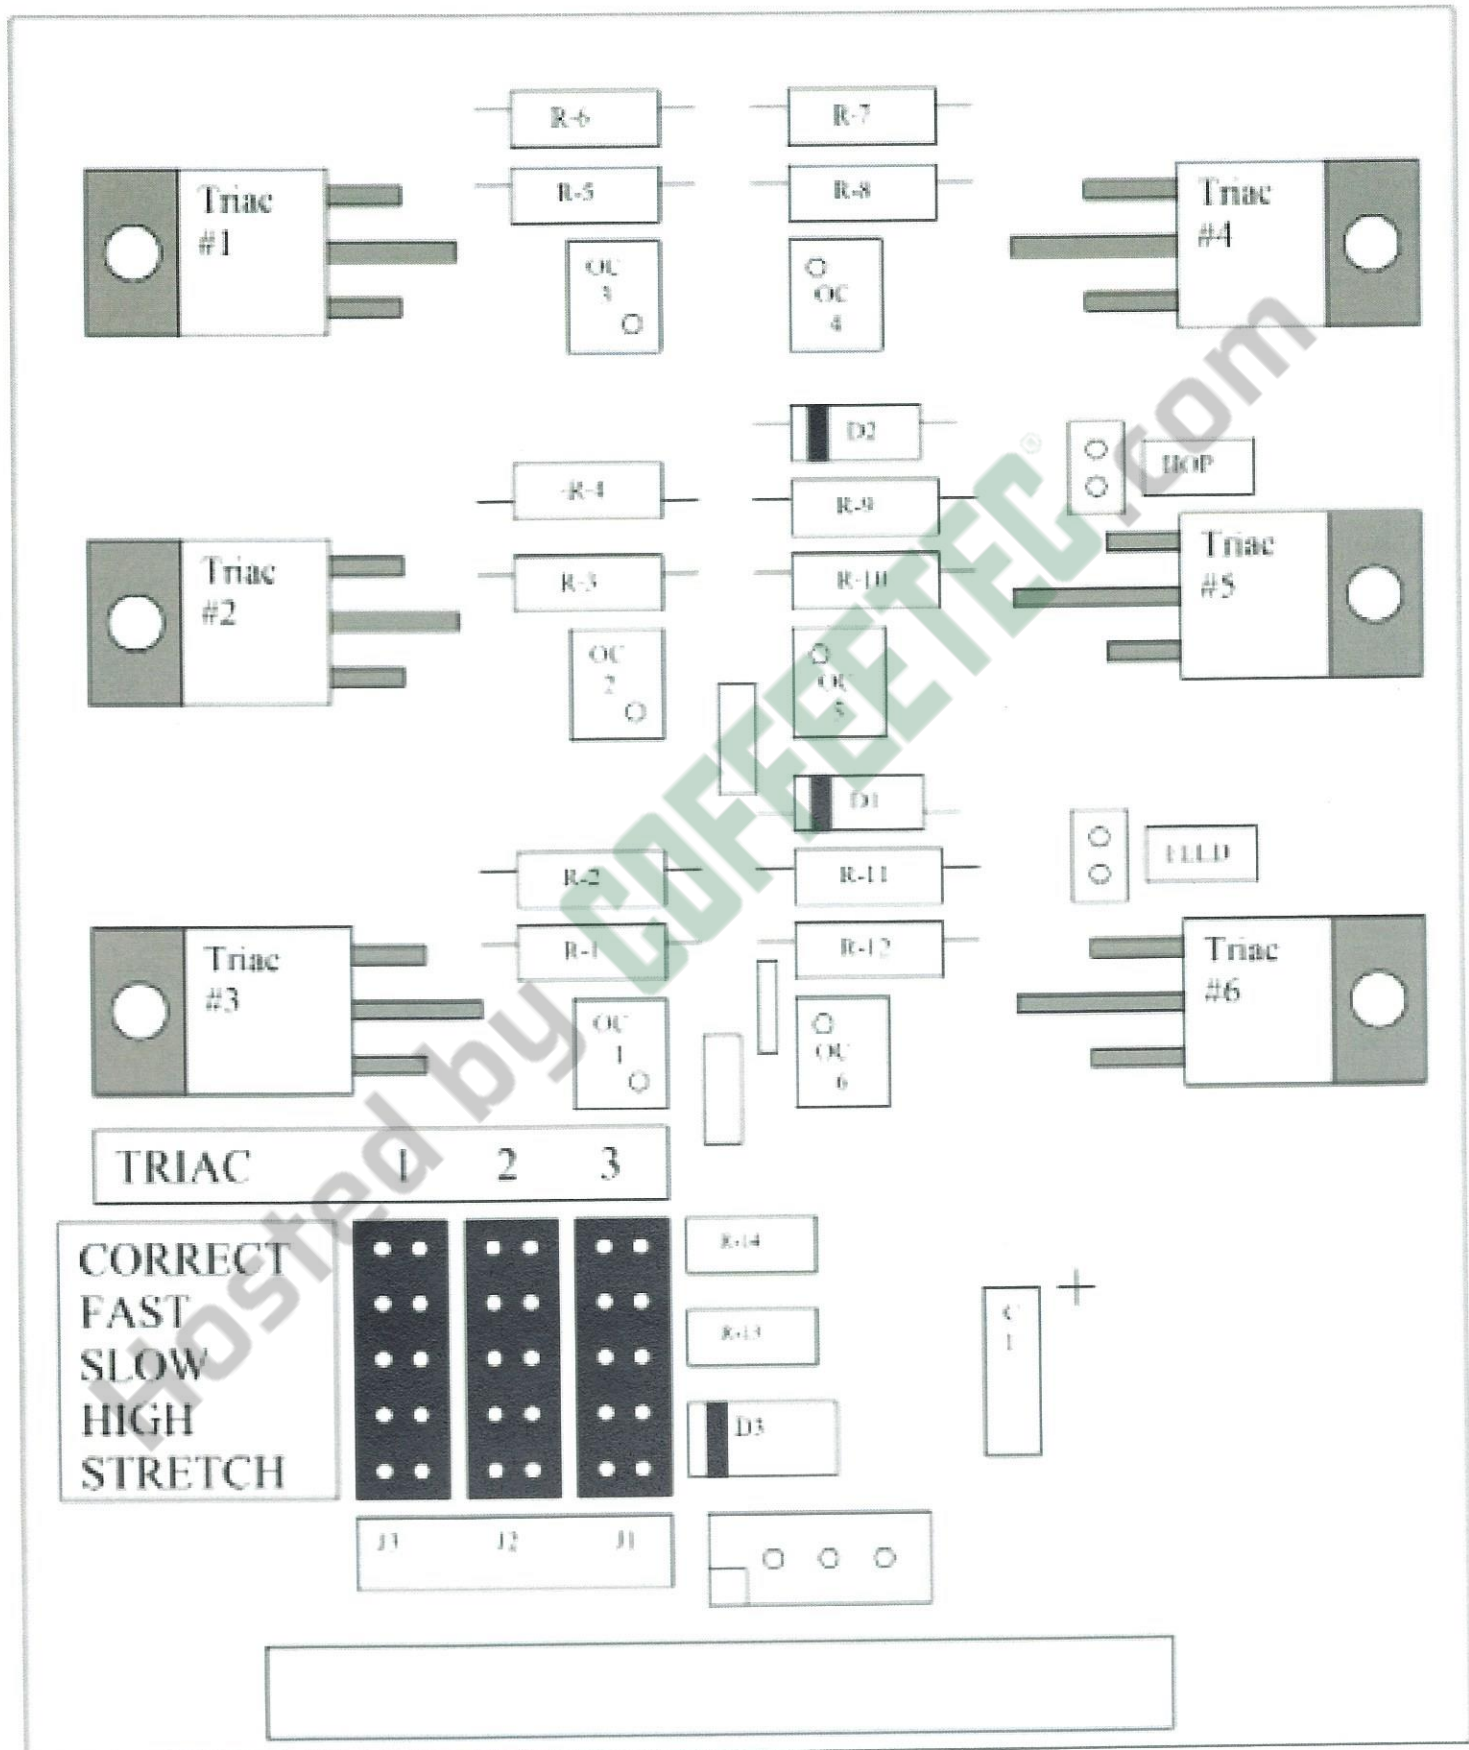 R-6
R-7
Triac
#1
R-5
R-8
Triac
#4
OC
3
OC
4
D2
HOP
-R-4
R-9
Triac
#2
R-3
R-10
Triac
#5
OC
2
OC
5
D1
R-2
R-11
Triac
#3
R-1
R-12
Triac
#6
OC
1
OC
6
TRIAC 1 2 3
CORRECT
FAST
SLOW
HIGH
STRETCH
R-14
R-13
D3
C
1
+
J3 J2 J1
Hosted by COFFEETEC®.com